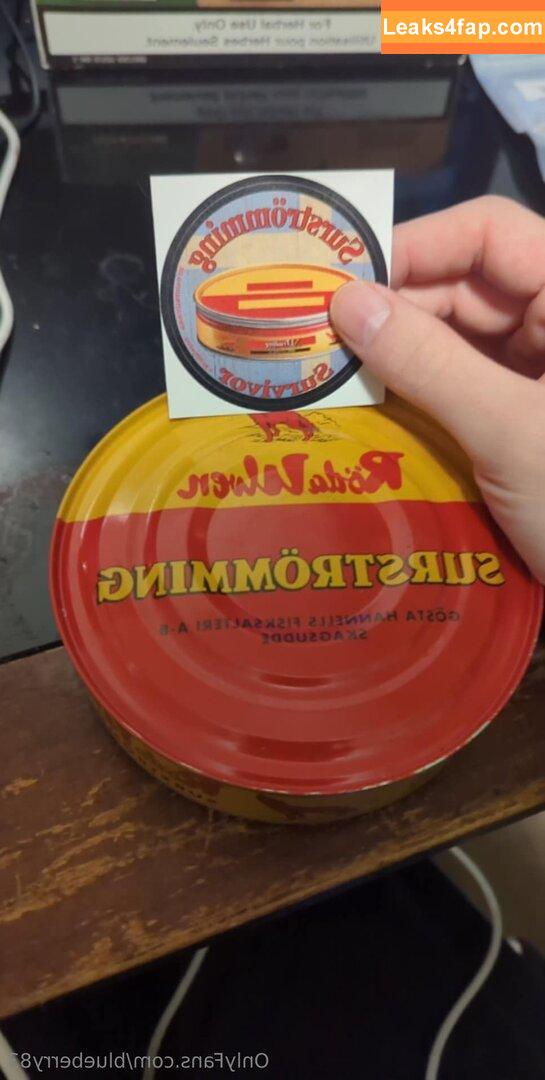 Leaks4fap.com
For Herbal Use Only
Utilisation pour Herbes Seulement
Surströmming
Survivor
Röda Ulven
SURSTRÖMMING
GÖSTA HANNELLS FISKSALTERI A-B
SKAGSUDDE
OnlyFans.com/blueberry8